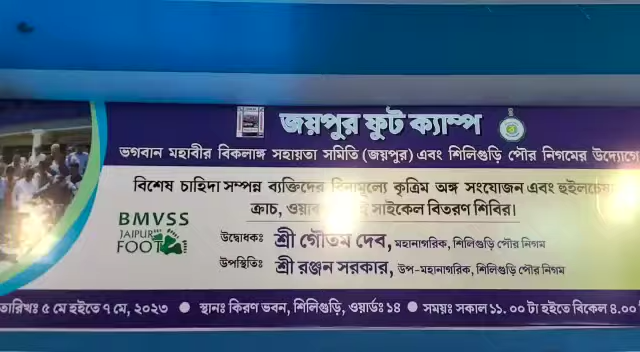 জয়পুর ফুট ক্যাম্প
ভগবান মহাবীর বিকলাঙ্গ সহায়তা সমিতি (জয়পুর) এবং শিলিগুড়ি পৌর নিগমের উদ্যোগে
বিশেষ চাহিদা সম্পন্ন ব্যক্তিদের বিনামূল্যে কৃত্রিম অঙ্গ সংযোজন এবং
ক্রাচ, সাইকেল বিতরণ শিবির।
BMVSS
JAIPUR
FOOT
উদ্বোধকঃ শ্রী গৌতম দেব, মহানাগরিক, শিলিগুড়ি পৌর নিগম
উপস্থিতিঃ শ্রী রঞ্জন সরকার, উপ-মহানাগরিক, শিলিগুড়ি পৌর নিগম
তারিখঃ ৫ মে হইতে ৭ মে, ২০২৩ ● স্থানঃ কিরণ ভবন, শিলিগুড়ি, ওয়ার্ডঃ ১৪ ● সময়ঃ সকাল ১১.০০ টা হইতে বিকেল ৪.০০